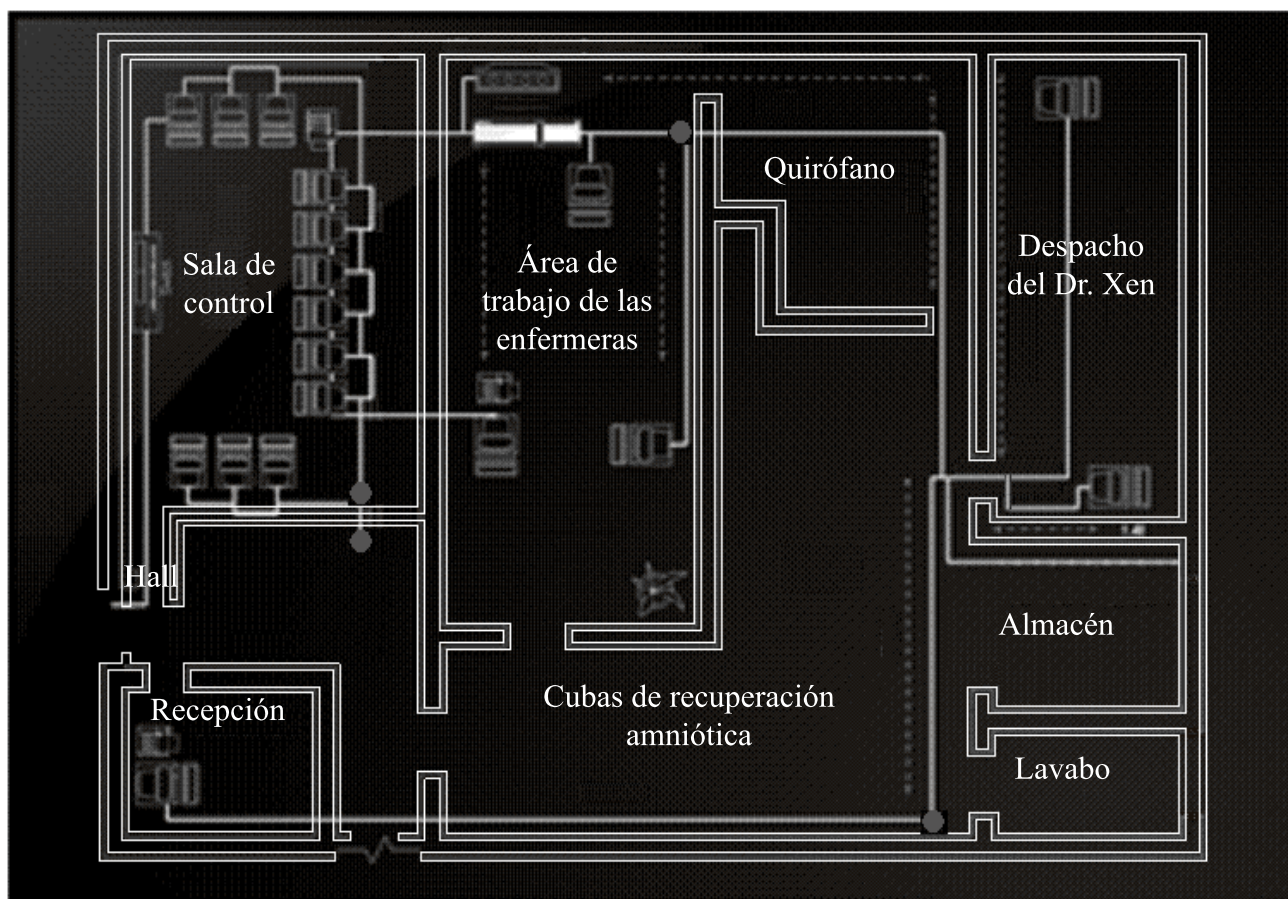 Quirófano
Sala de
control
Área de
trabajo de las
enfermeras
Despacho
del Dr. Xen
Hall
Almacén
Recepción
Cubas de recuperación
amniótica
Lavabo